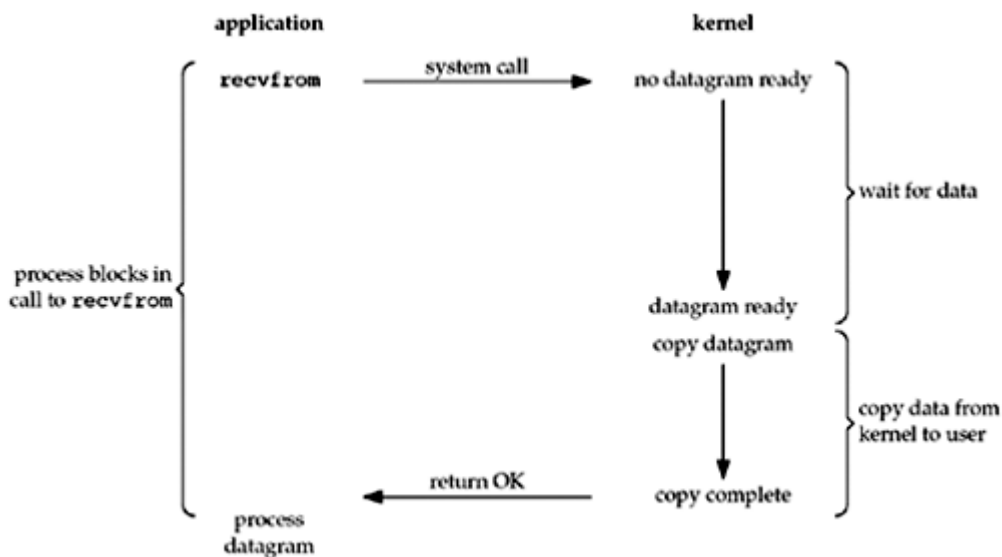 application
kernel
recvfrom
system call
no datagram ready
wait for data
process blocks in
call to recvfrom
datagram ready
copy datagram
copy data from
kernel to user
return OK
copy complete
process
datagram